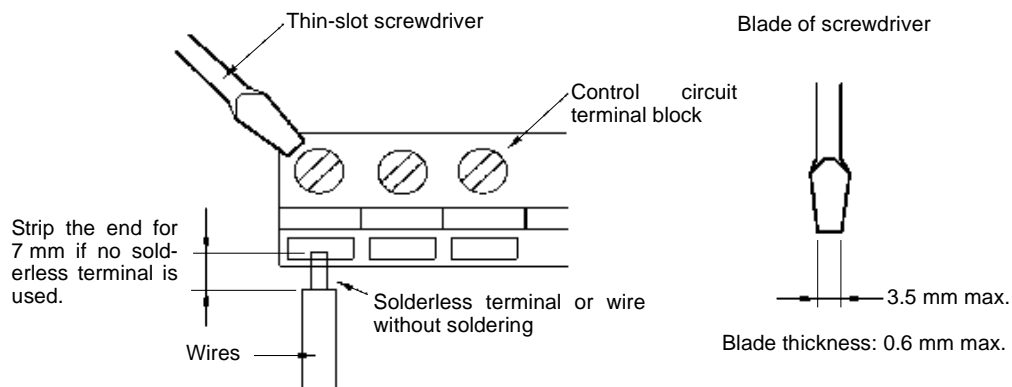 Thin-slot screwdriver
Blade of screwdriver
Control circuit
terminal block
Strip the end for
7 mm if no sold-
erless terminal is
used.
Solderless terminal or wire
without soldering
Wires
3.5 mm max.
Blade thickness: 0.6 mm max.